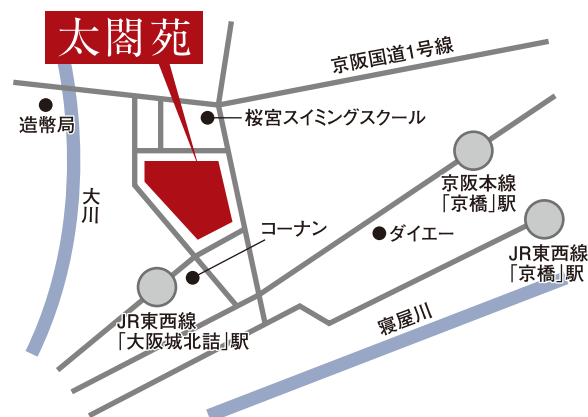 太閤苑
京阪国道1号線
造幣局
桜宮スイミングスクール
大川
京阪本線
「京橋」駅
コーナン
ダイエー
JR東西線
「京橋」駅
JR東西線
「大阪城北詰」駅
寝屋川